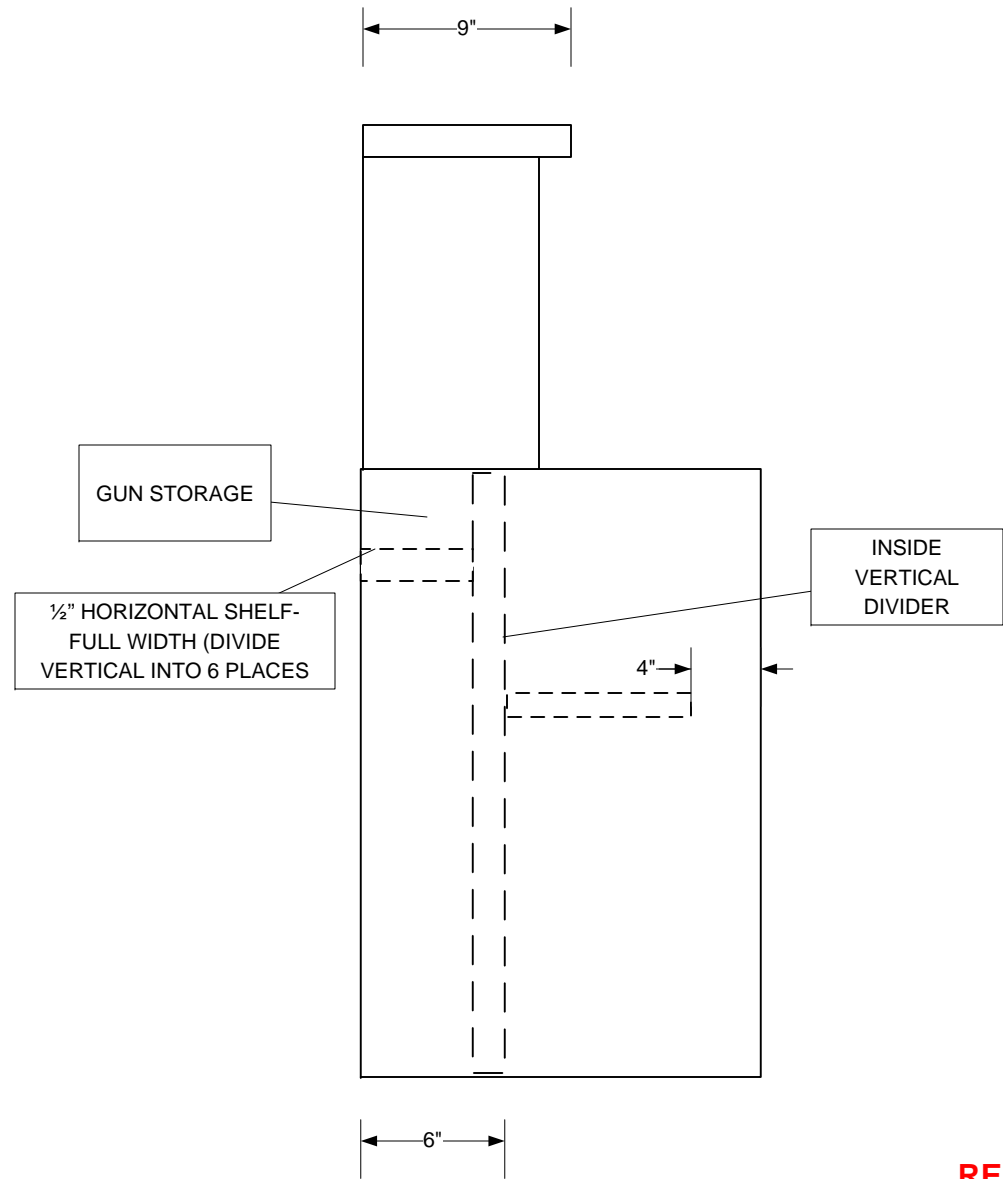 9"
GUN STORAGE
½” HORIZONTAL SHELF-
FULL WIDTH (DIVIDE
VERTICAL INTO 6 PLACES
INSIDE
VERTICAL
DIVIDER
4"
6"
RE